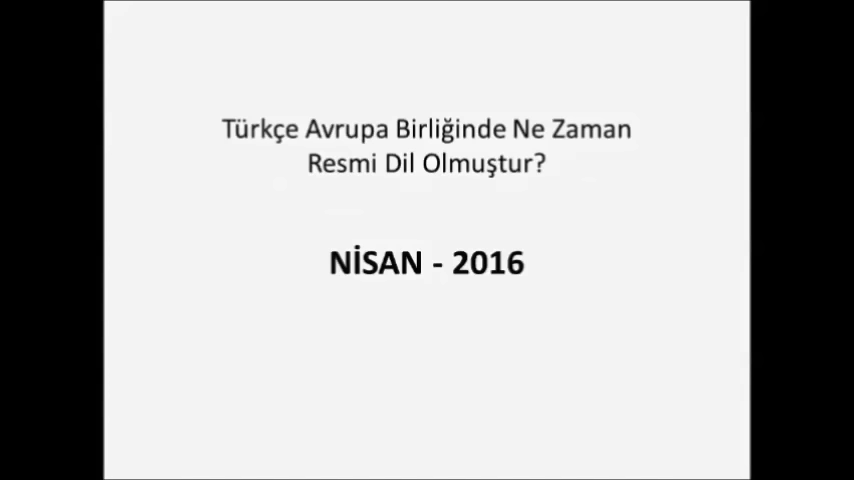 Türkçe Avrupa Birliğinde Ne Zaman
Resmi Dil Olmuştur?
NİSAN - 2016